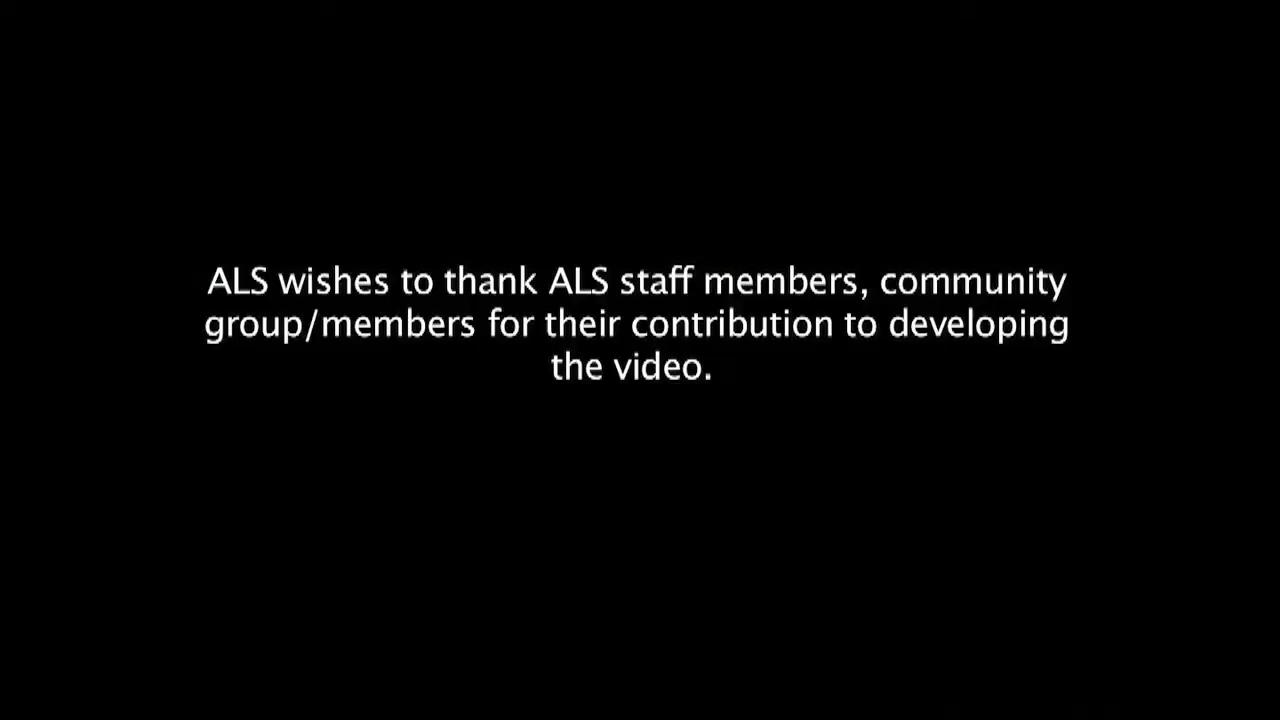 ALS wishes to thank ALS staff members, community
group/members for their contribution to developing
the video.